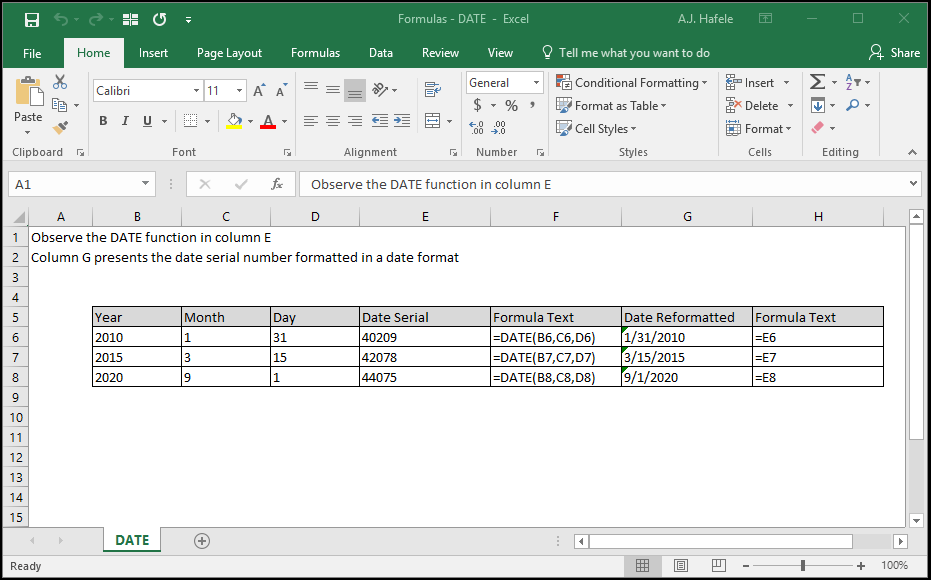 Formulas - DATE - Excel
A.J. Hafele
File Home Insert Page Layout Formulas Data Review View Tell me what you want to do Share
Calibri 11 A A General Conditional Formatting Insert Σ A Z
Paste B I U A $ % , Format as Table Delete
←.0 .00 .00 →.0 Cell Styles Format
Clipboard Font Alignment Number Styles Cells Editing
A1 fx Observe the DATE function in column E
A B C D E F G H
1 Observe the DATE function in column E
2 Column G presents the date serial number formatted in a date format
3
4
5 Year Month Day Date Serial Formula Text Date Reformatted Formula Text
6 2010 1 31 40209 =DATE(B6,C6,D6) 1/31/2010 =E6
7 2015 3 15 42078 =DATE(B7,C7,D7) 3/15/2015 =E7
8 2020 9 1 44075 =DATE(B8,C8,D8) 9/1/2020 =E8
9
10
11
12
13
14
15
DATE
Ready 100%